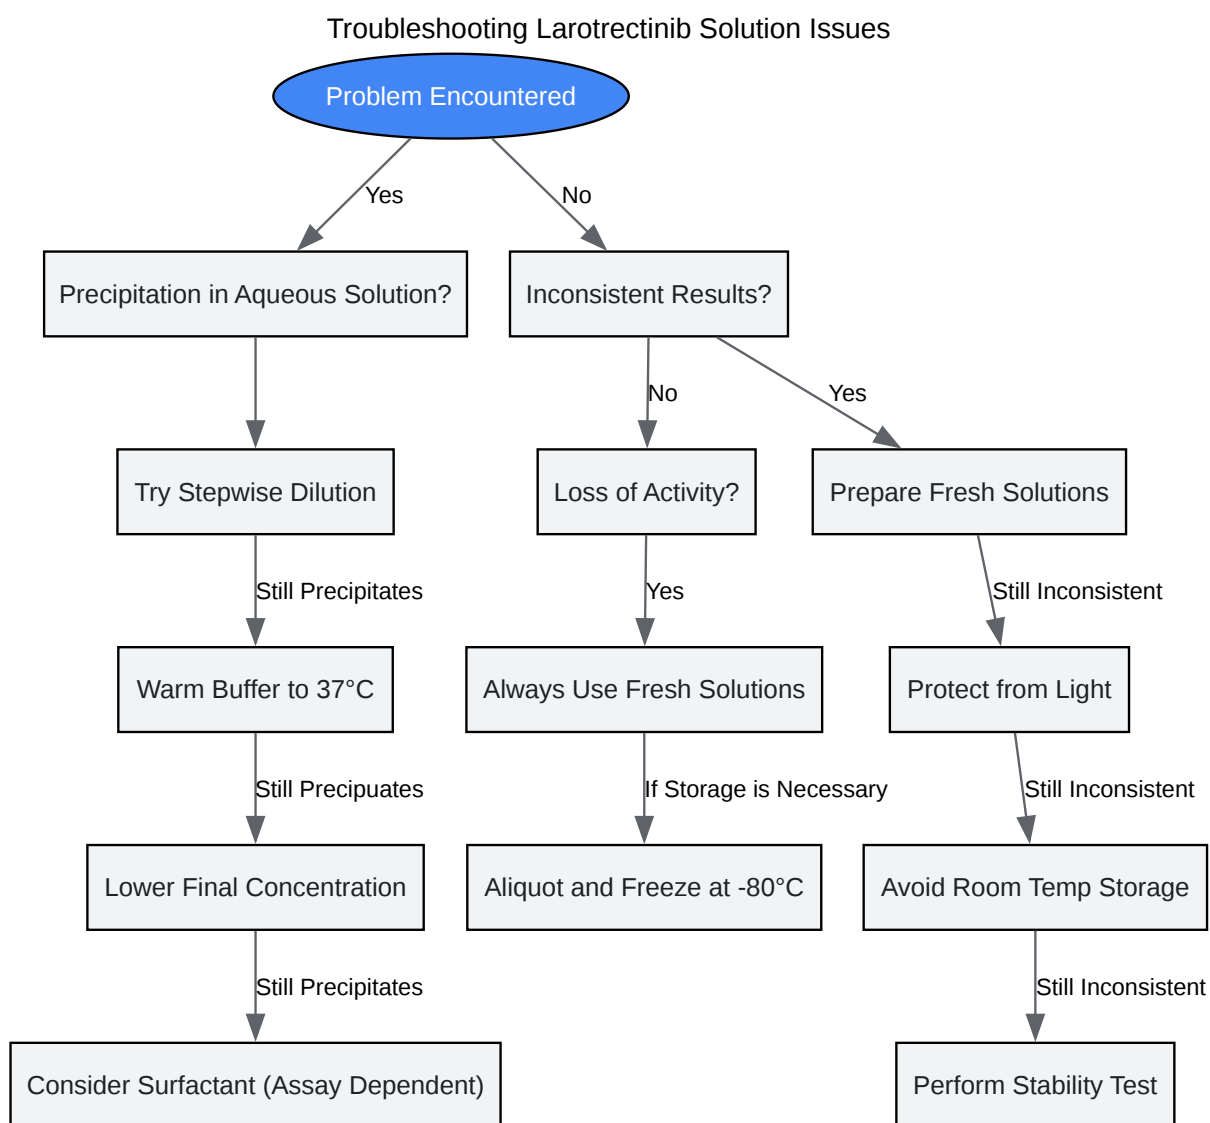 Troubleshooting Larotrectinib Solution Issues
Problem Encountered
Yes
No
Precipitation in Aqueous Solution?
Inconsistent Results?
No
Yes
Try Stepwise Dilution
Loss of Activity?
Prepare Fresh Solutions
Still Precipitates
Yes
Still Inconsistent
Warm Buffer to 37°C
Always Use Fresh Solutions
Protect from Light
Still Precipuates
If Storage is Necessary
Still Inconsistent
Lower Final Concentration
Aliquot and Freeze at -80°C
Avoid Room Temp Storage
Still Precipitates
Still Inconsistent
Consider Surfactant (Assay Dependent)
Perform Stability Test